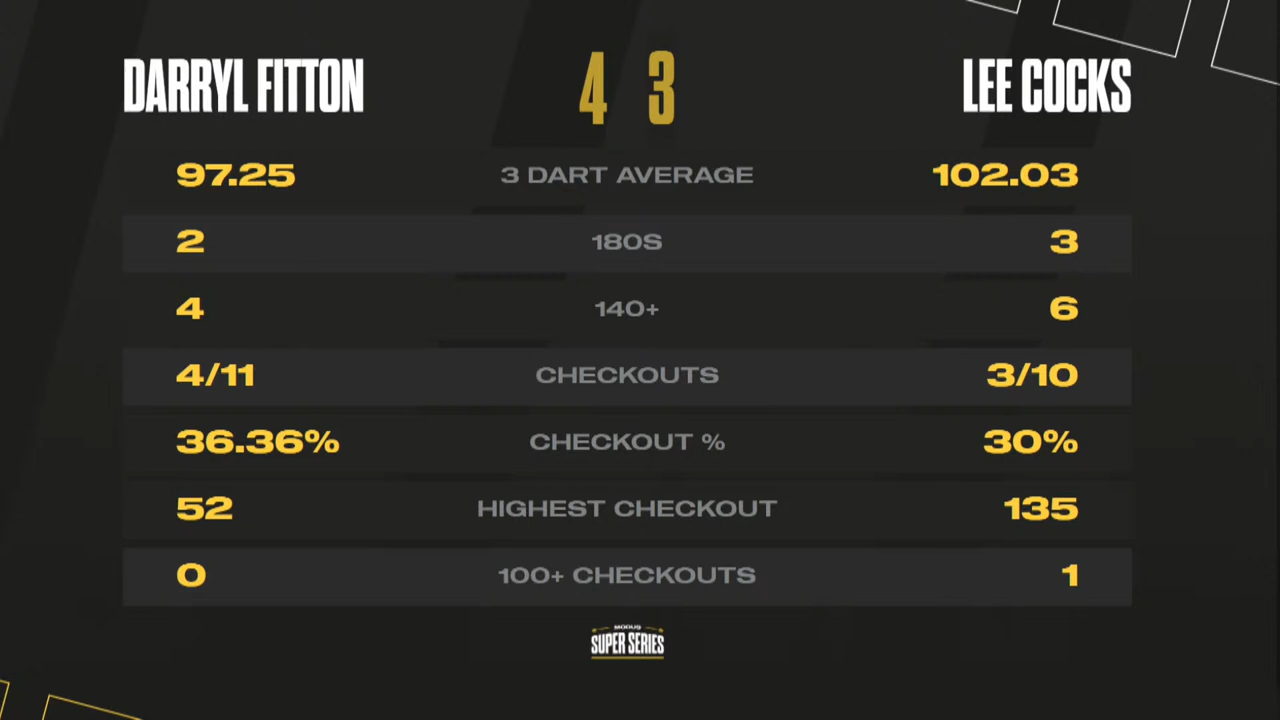 DARRYL FITTON 4 3 LEE COCKS
97.25 3 DART AVERAGE 102.03
2 180S 3
4 140+ 6
4/11 CHECKOUTS 3/10
36.36% CHECKOUT % 30%
52 HIGHEST CHECKOUT 135
0 100+ CHECKOUTS 1
MODUS
SUPER SERIES